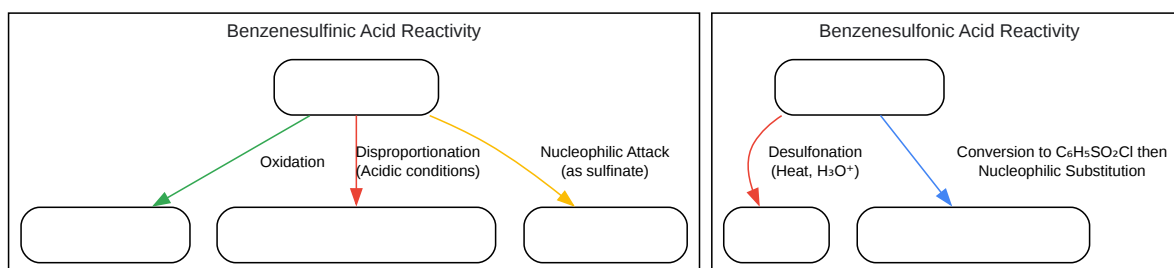 Benzenesulfinic Acid Reactivity
Oxidation
Disproportionation
(Acidic conditions)
Nucleophilic Attack
(as sulfinate)
Benzenesulfonic Acid Reactivity
Desulfonation
(Heat, H₃O⁺)
Conversion to C₆H₅SO₂Cl then
Nucleophilic Substitution